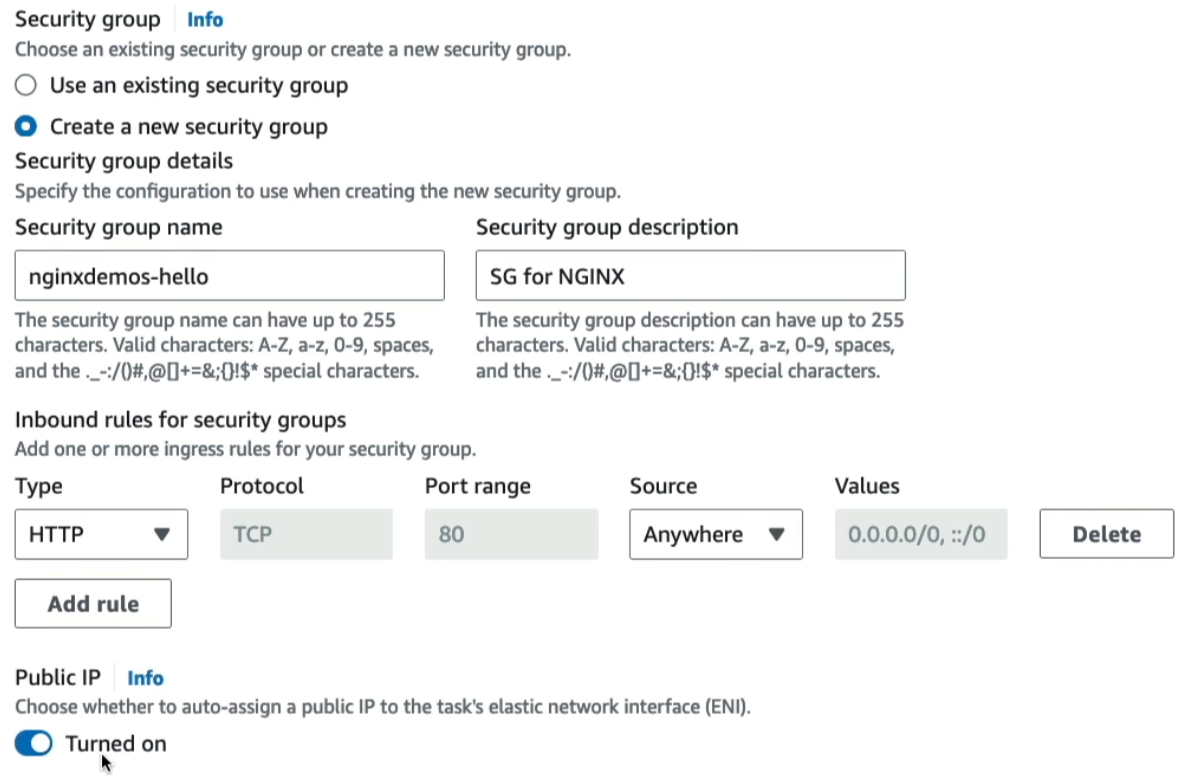 Security group Info
Choose an existing security group or create a new security group.
Use an existing security group
Create a new security group
Security group details
Specify the configuration to use when creating the new security group.
Security group name Security group description
nginxdemos-hello SG for NGINX
The security group name can have up to 255 The security group description can have up to 255
characters. Valid characters: A-Z, a-z, 0-9, spaces, characters. Valid characters: A-Z, a-z, 0-9, spaces,
and the ._-:/()#,@[]+=&;{}!$* special characters. and the ._-:/()#,@[]+=&;{}!$* special characters.
Inbound rules for security groups
Add one or more ingress rules for your security group.
Type Protocol Port range Source Values
HTTP TCP 80 Anywhere 0.0.0.0/0, ::/0 Delete
Add rule
Public IP Info
Choose whether to auto-assign a public IP to the task's elastic network interface (ENI).
Turned on